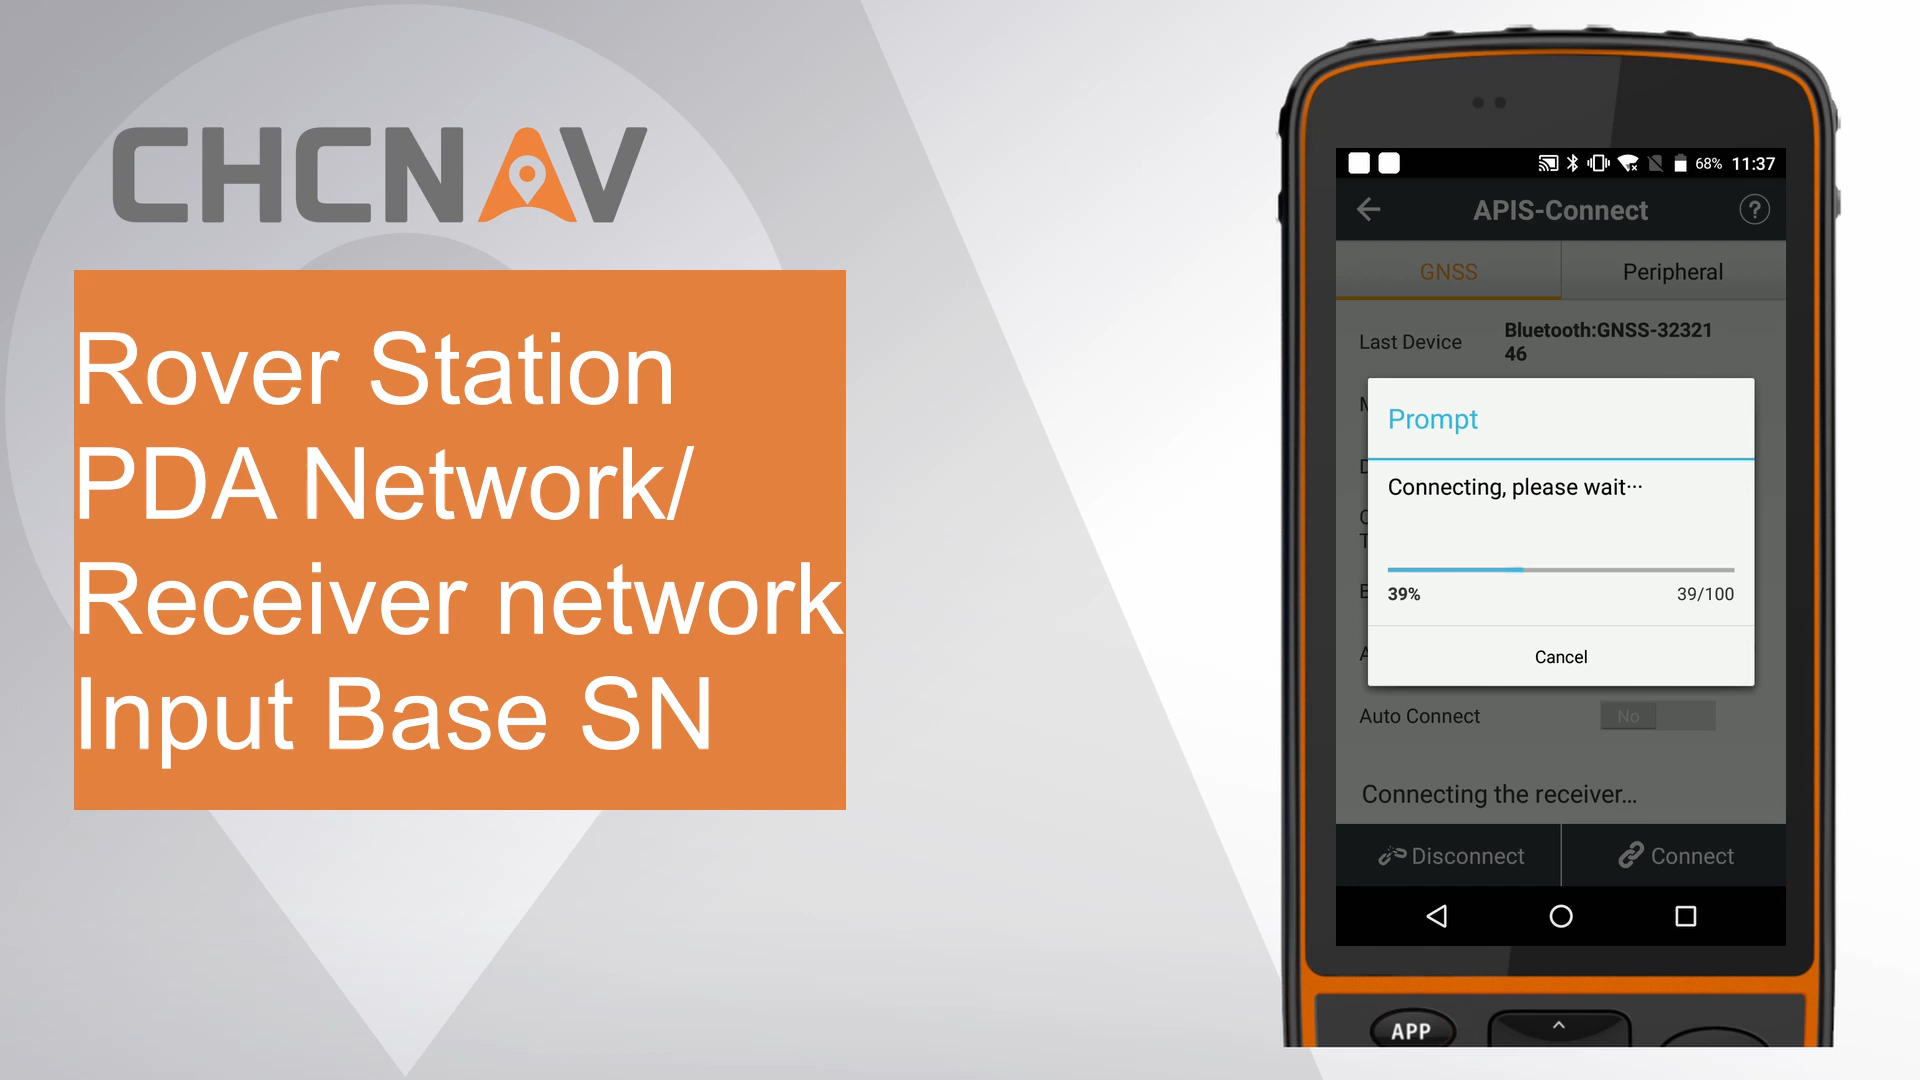 CHCNAV
Rover Station
PDA Network/
Receiver network
Input Base SN
68% 11:37
APIS-Connect
?
GNSS
Peripheral
Last Device
Bluetooth:GNSS-32321
46
Prompt
Connecting, please wait···
39%
39/100
Cancel
Auto Connect
No
Connecting the receiver...
Disconnect
Connect
APP